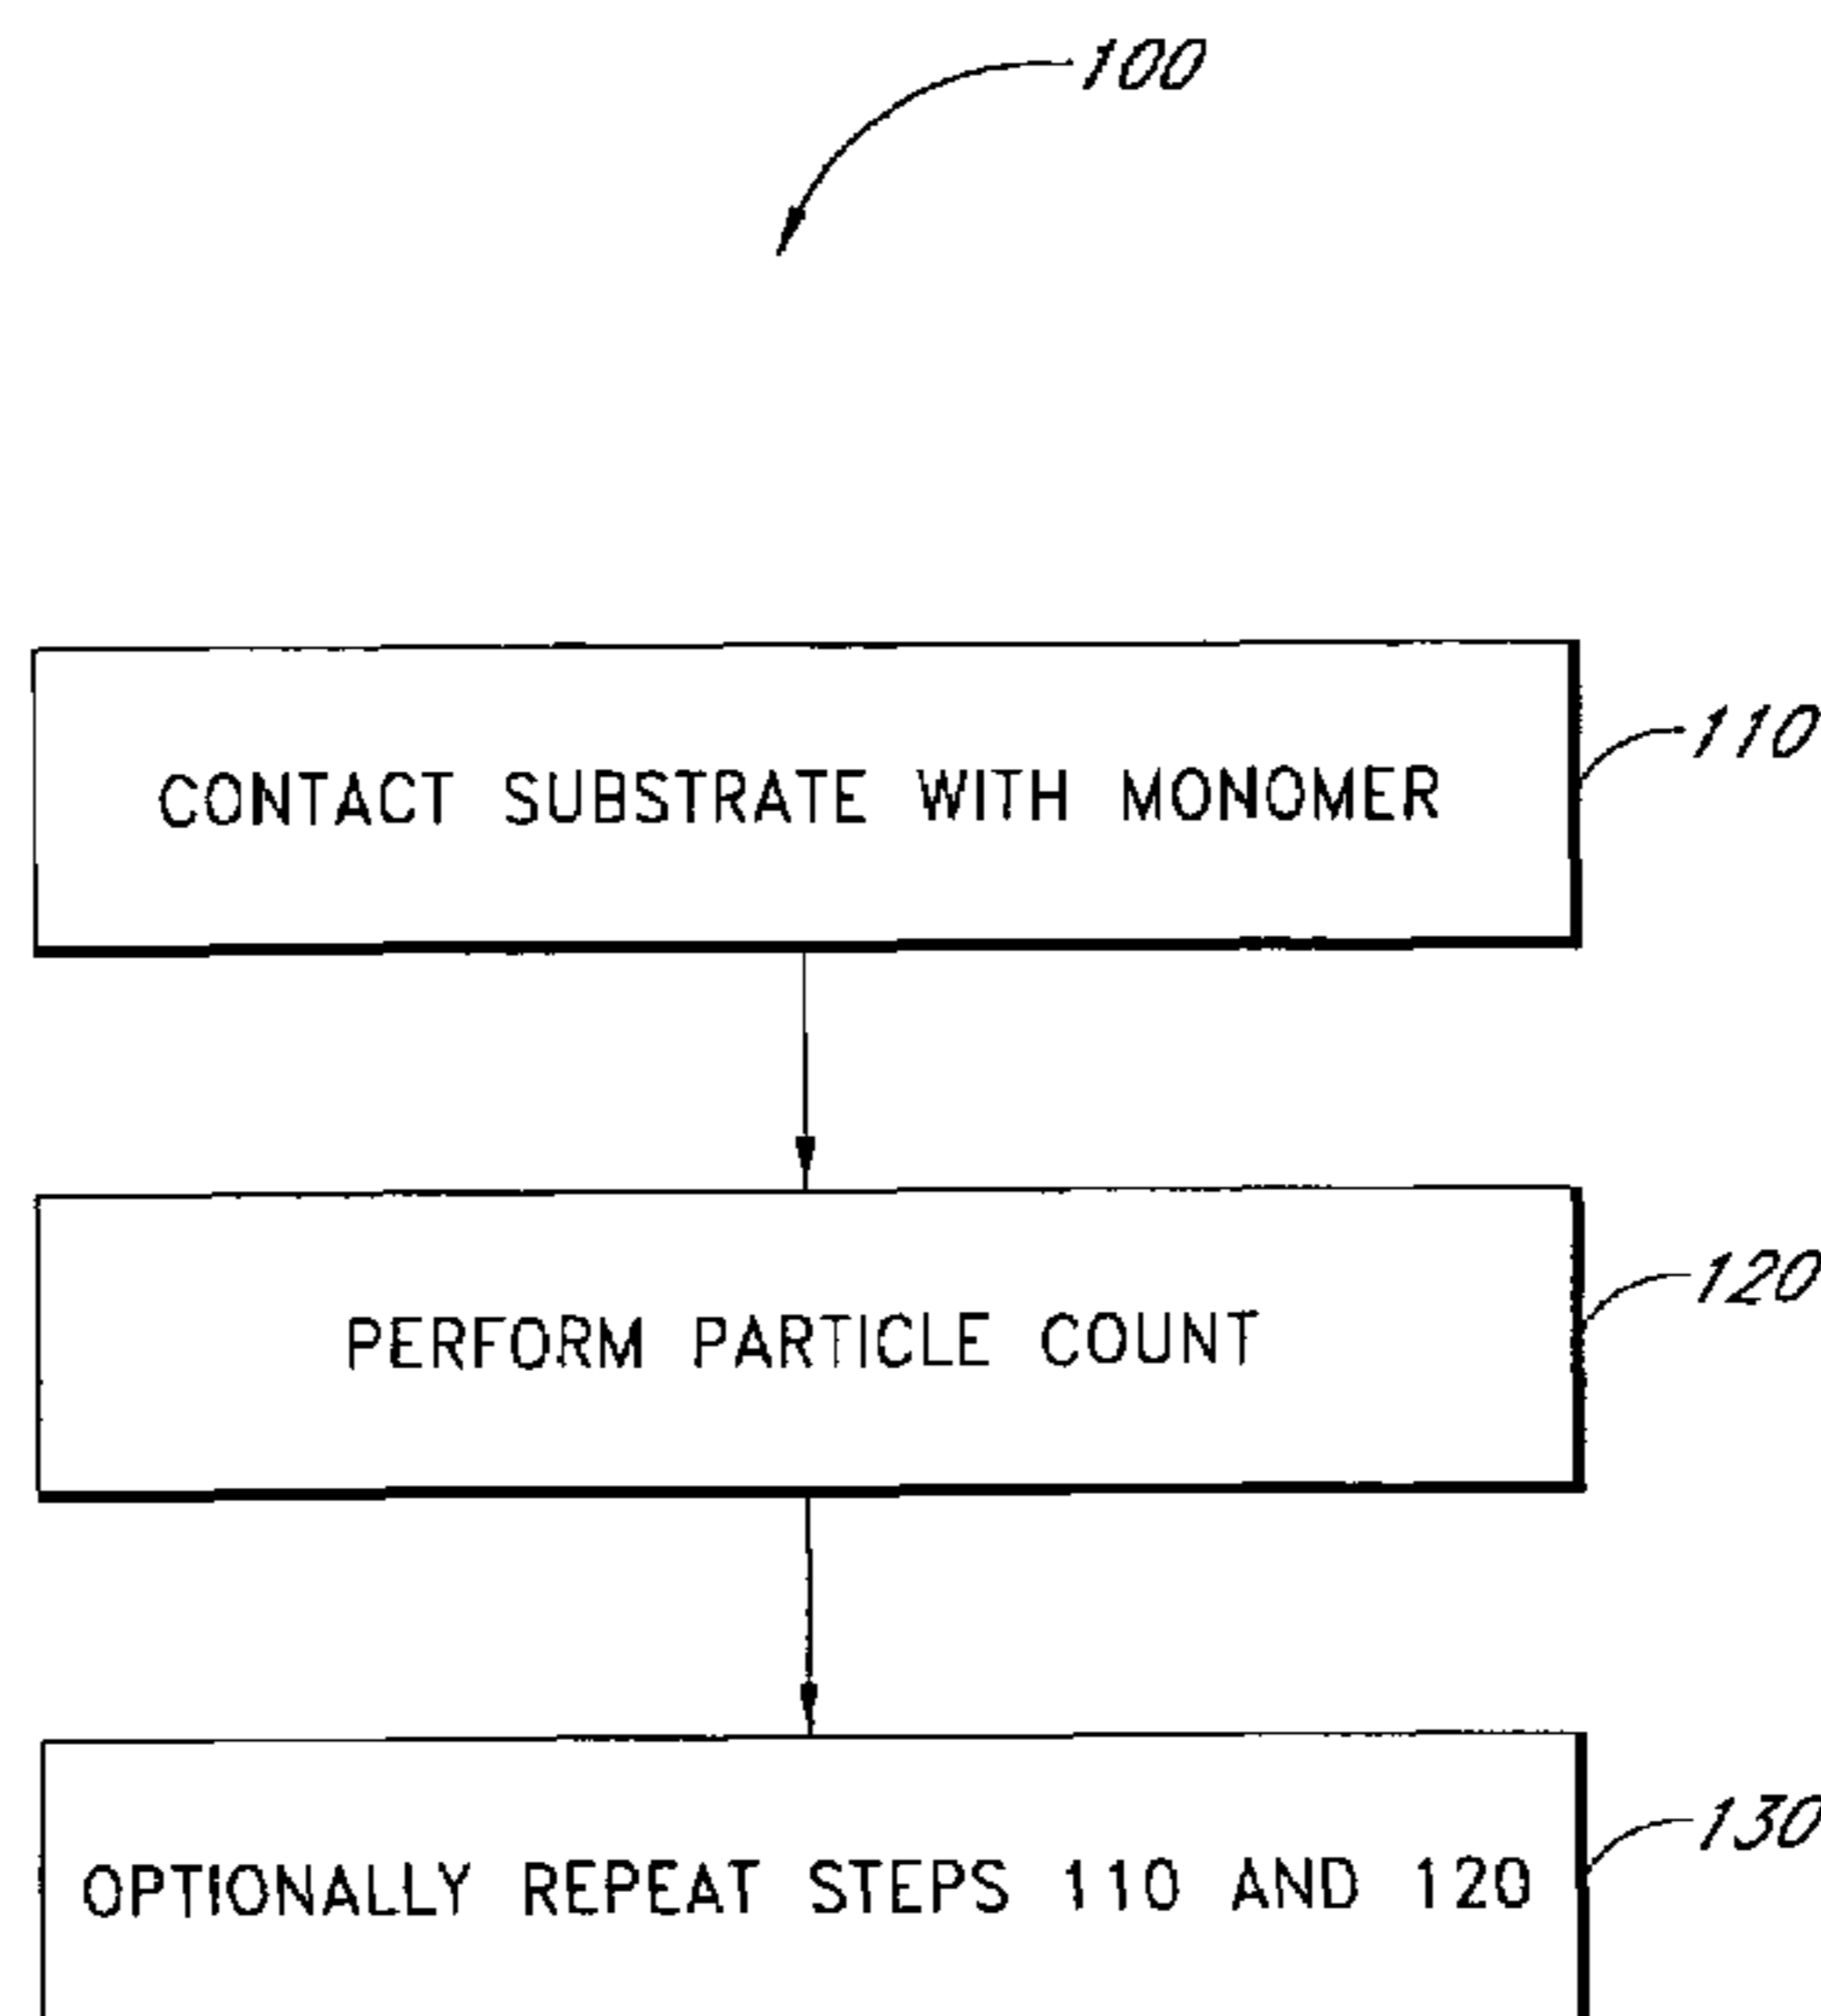 100
CONTACT SUBSTRATE WITH MONOMER
110
PERFORM PARTICLE COUNT
120
OPTIONALLY REPEAT STEPS 110 AND 120
130